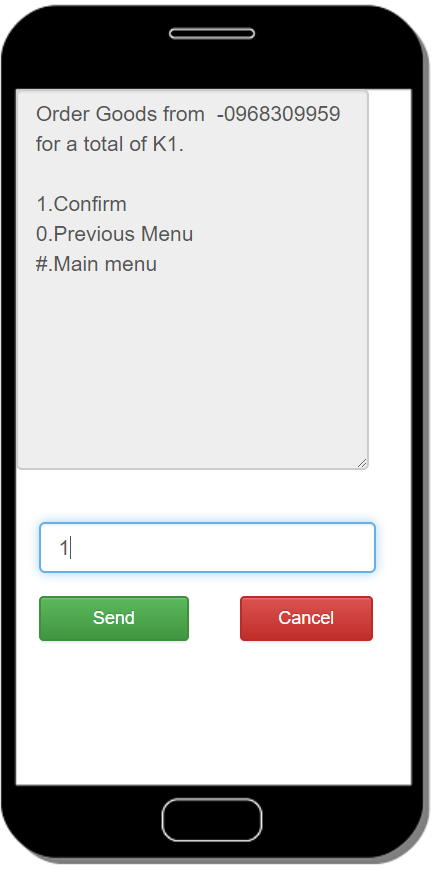 Order Goods from  -0968309959
for a total of K1.

1.Confirm
0.Previous Menu
#.Main menu
1
Send
Cancel